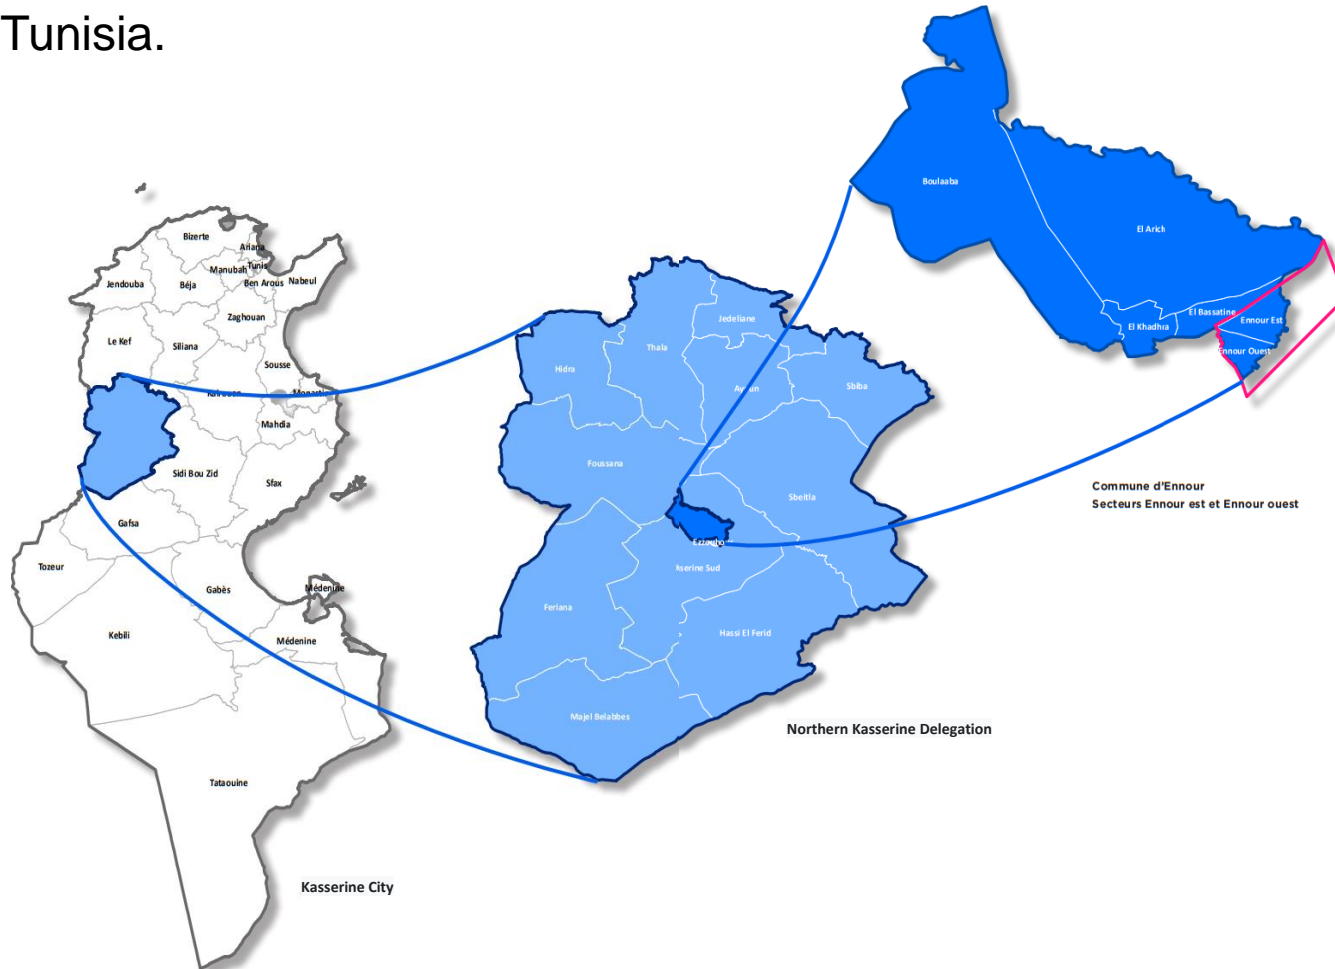 Tunisia.
Bizerte
Ariana
Manubah
Tunis
Jendouba
Béja
Ben Arous
Nabeul
Zaghouan
Le Kef
Siliana
Sousse
Mahdia
Sidi Bou Zid
Sfax
Gafsa
Tozeur
Gabès
Médenine
Kebili
Médenine
Tataouine
Kasserine City
Jedeliane
Thala
Hidra
Sbiba
Foussana
Sbeitla
serine Sud
Feriana
Hassi El Ferid
Majel Belabbes
Northern Kasserine Delegation
Boulaaba
El Arich
El Bassatine
Ennour Est
El Khadhra
Ennour Ouest
Commune d'Ennour
Secteurs Ennour est et Ennour ouest